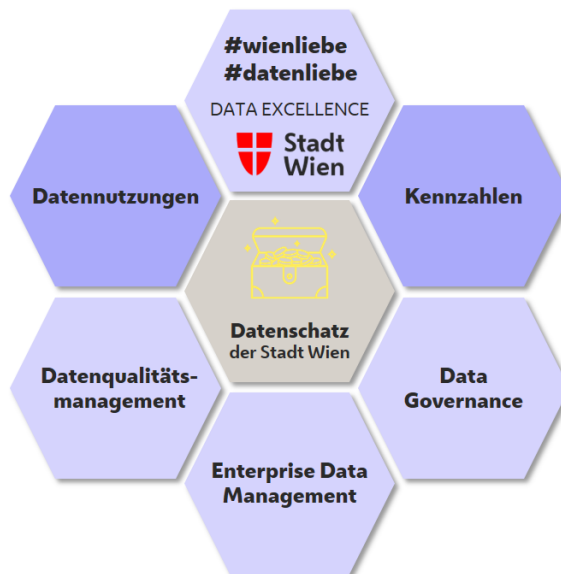 #wienliebe
#datenliebe
DATA EXCELLENCE
Stadt
Wien
Datennutzungen
Kennzahlen
Datenschatz
der Stadt Wien
Datenqualitäts-
management
Data
Governance
Enterprise Data
Management